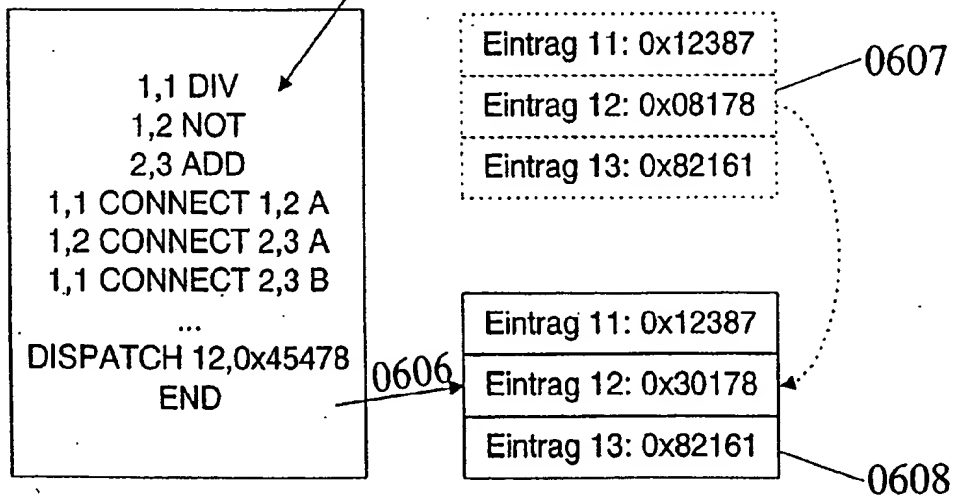 1,1 DIV
1,2 NOT
2,3 ADD
1,1 CONNECT 1,2 A
1,2 CONNECT 2,3 A
1,1 CONNECT 2,3 B
...
DISPATCH 12,0x45478
END
0606
Eintrag 11: 0x12387
Eintrag 12: 0x08178
Eintrag 13: 0x82161
0607
Eintrag 11: 0x12387
Eintrag 12: 0x30178
Eintrag 13: 0x82161
0608